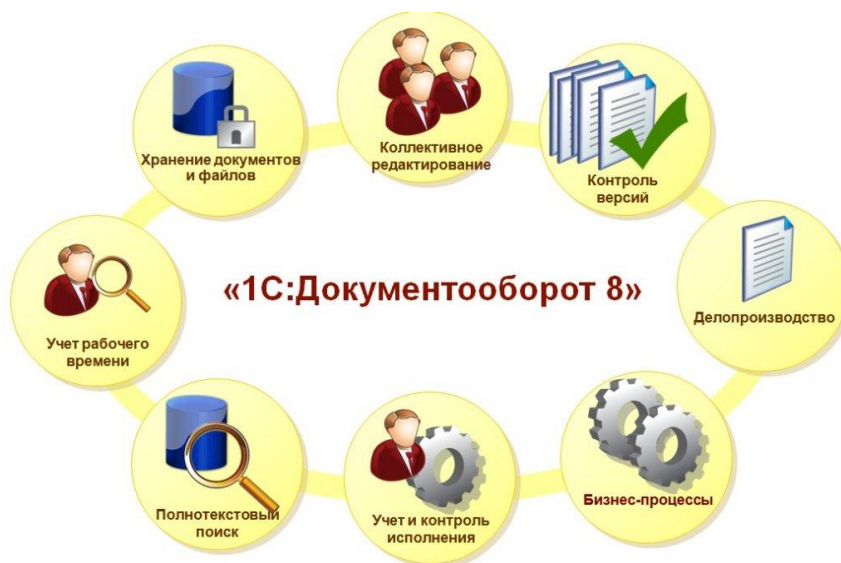 Хранение документов
и файлов
Коллективное
редактирование
Контроль
версий
Учет рабочего
времени
«1С:Документооборот 8»
Делопроизводство
Полнотекстовый
поиск
Учет и контроль
исполнения
Бизнес-процессы